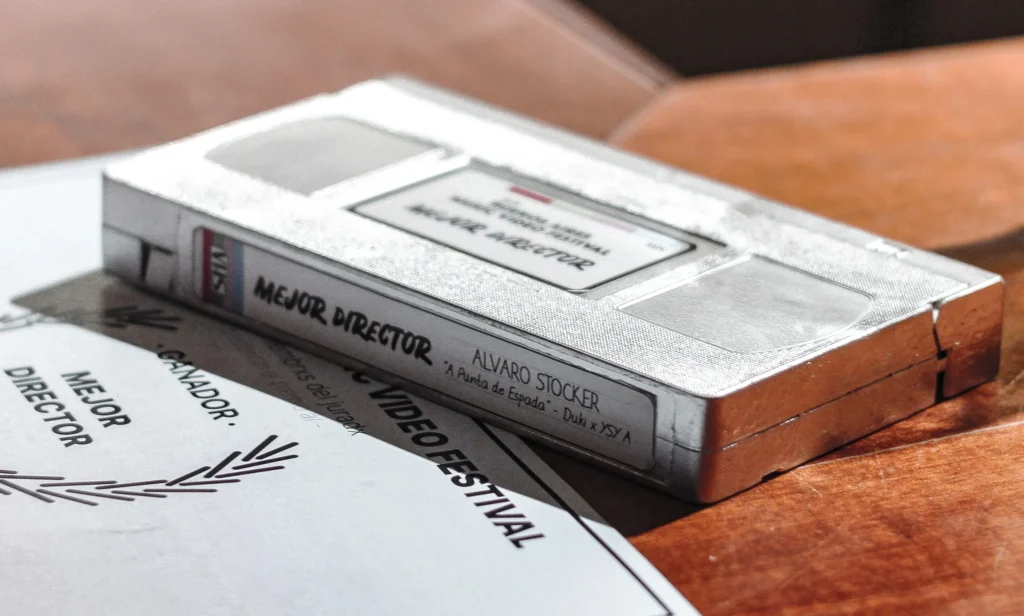 BUENOS AIRES
MUSIC VIDEO FESTIVAL
MEJOR DIRECTOR
VHS
MEJOR DIRECTOR
ALVARO STOCKER
"A Punta de Espada" - Duki x YSY A
· GANADOR ·
MEJOR
DIRECTOR
VIDEO FESTIVAL